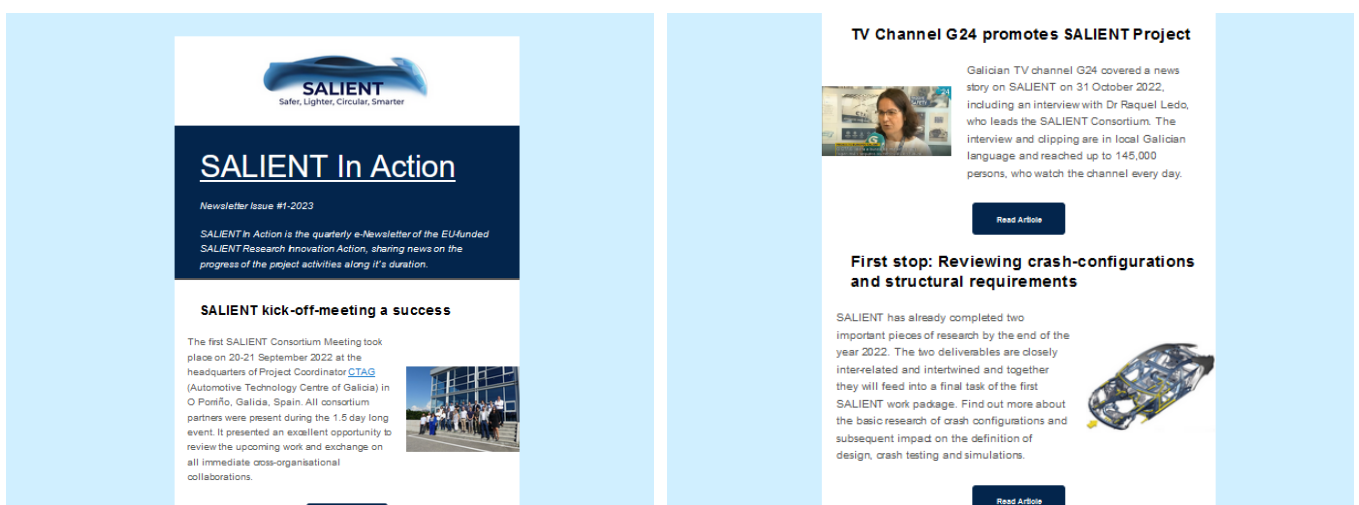 SALIENT
Safer, Lighter, Circular, Smarter
SALIENT In Action
Newsletter Issue #1-2023
SALIENT In Action is the quarterly e-Newsletter of the EU-funded
SALIENT Research Innovation Action, sharing news on the
progress of the project activities along it's duration.
SALIENT kick-off-meeting a success
The first SALIENT Consortium Meeting took
place on 20-21 September 2022 at the
headquarters of Project Coordinator CTAG
(Automotive Technology Centre of Galicia) in
O Porriño, Galicia, Spain. All consortium
partners were present during the 1.5 day long
event. It presented an excellent opportunity to
review the upcoming work and exchange on
all immediate cross-organisational
collaborations.
TV Channel G24 promotes SALIENT Project
Galician TV channel G24 covered a news
story on SALIENT on 31 October 2022,
including an interview with Dr Raquel Ledo,
who leads the SALIENT Consortium. The
interview and clipping are in local Galician
language and reached up to 145,000
persons, who watch the channel every day.
Read Article
First stop: Reviewing crash-configurations
and structural requirements
SALIENT has already completed two
important pieces of research by the end of the
year 2022. The two deliverables are closely
inter-related and intertwined and together
they will feed into a final task of the first
SALIENT work package. Find out more about
the basic research of crash configurations and
subsequent impact on the definition of
design, crash testing and simulations.
Read Article